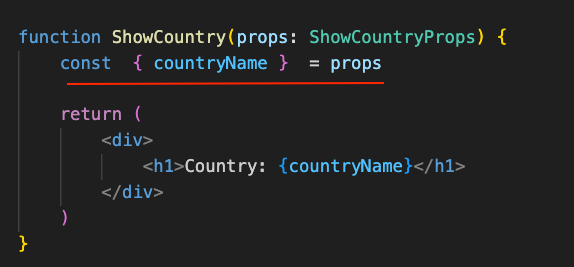 function ShowCountry(props: ShowCountryProps) {
const  { countryName }  = props
return (
<div>
<h1>Country: {countryName}</h1>
</div>
)
}